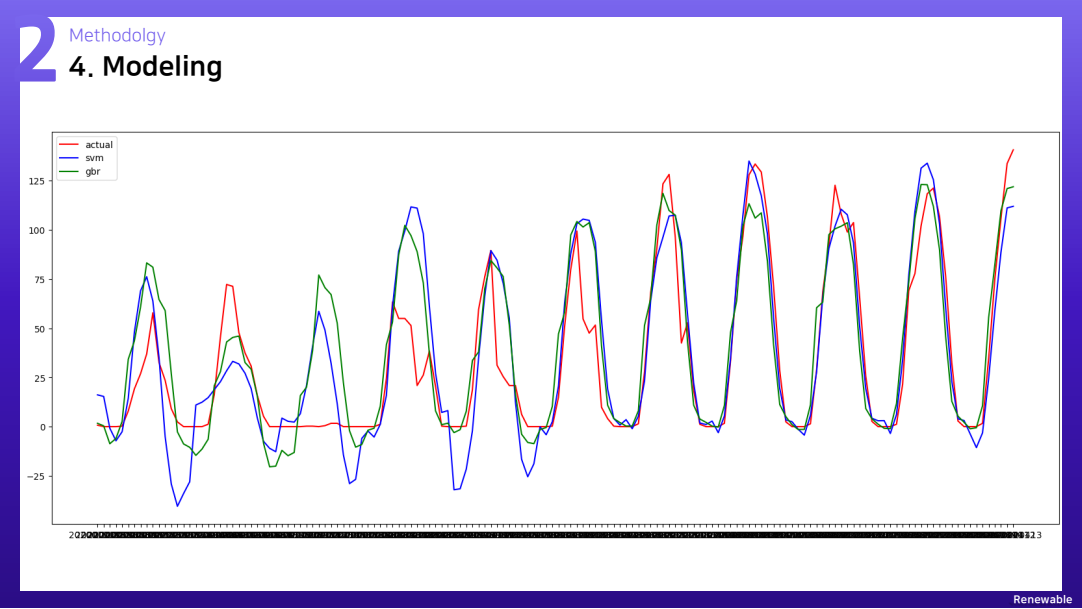 2
Methodolgy
4. Modeling
actual
svm
gbr
125
100
75
50
25
0
−25
Renewable